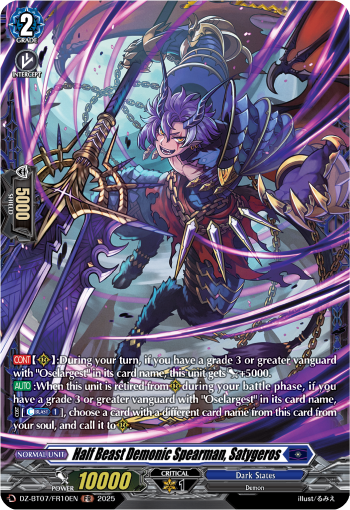 2
GRADE
INTERCEPT
5000
SHIELD
CONT【】:During your turn, if you have a grade 3 or greater vanguard
with "Oselargest" in its card name, this unit gets +5000.
AUTO:When this unit is retired from during your battle phase, if you
have a grade 3 or greater vanguard with "Oselargest" in its card name,
[C BLAST 1], choose a card with a different card name from this card from
your soul, and call it to
NORMAL UNIT
Half Beast Demonic Spearman, Satygeros
POWER 10000
CRITICAL
1
Dark States
Demon
DZ-BT07/FR10EN FR 2025
illust/るみえ